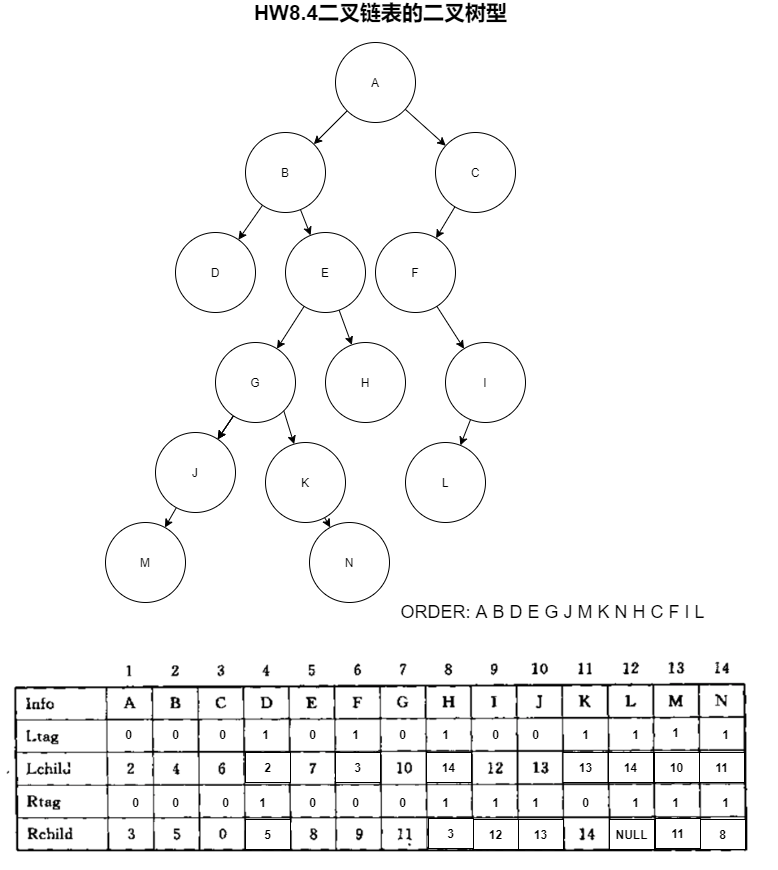 HW8.4二叉链表的二叉树型
A
B C
D E F
G H I
J K L
M N
ORDER: A B D E G J M K N H C F I L
1 2 3 4 5 6 7 8 9 10 11 12 13 14
Info A B C D E F G H I J K L M N
Ltag 0 0 0 1 0 1 0 1 0 0 1 1 1 1
Lchild 2 4 6 2 7 3 10 14 12 13 13 14 10 11
Rtag 0 0 0 1 0 0 0 1 1 1 0 1 1 1
Rchild 3 5 0 5 8 9 11 3 12 13 14 NULL 11 8